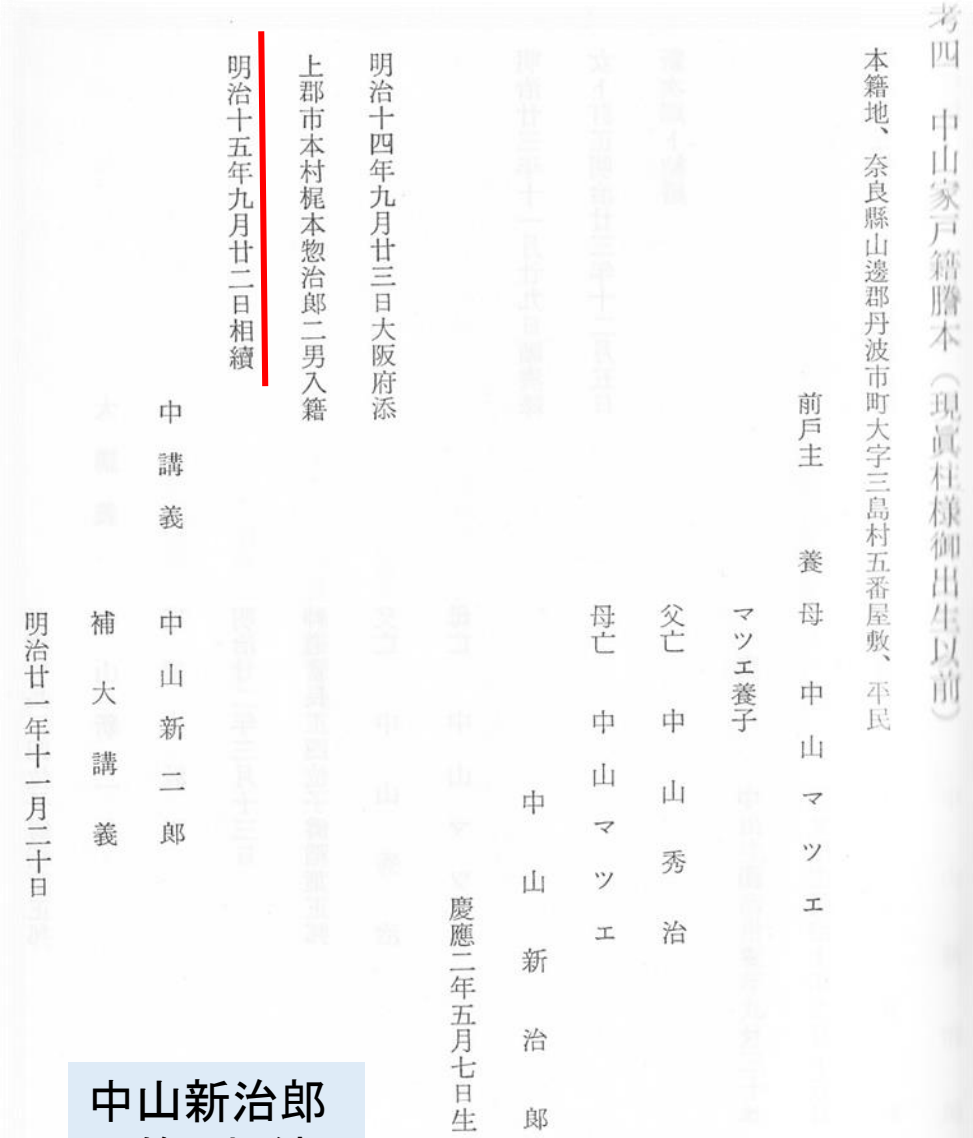 考四 中山家戸籍謄本（現眞柱様御出生以前）
本籍地、奈良縣山邊郡丹波市町大字三島村五番屋敷、平民
前戸主 養母 中山マツエ
マツエ養子
父亡 中山秀治
母亡 中山マツエ
中山新治郎
慶應二年五月七日生
明治十四年九月廿三日大阪府添
上郡市本村梶本惣治郎二男入籍
明治十五年九月廿二日相續
中講義 中山新二郎
補大講義
明治廿一年十一月二十日
中山新治郎